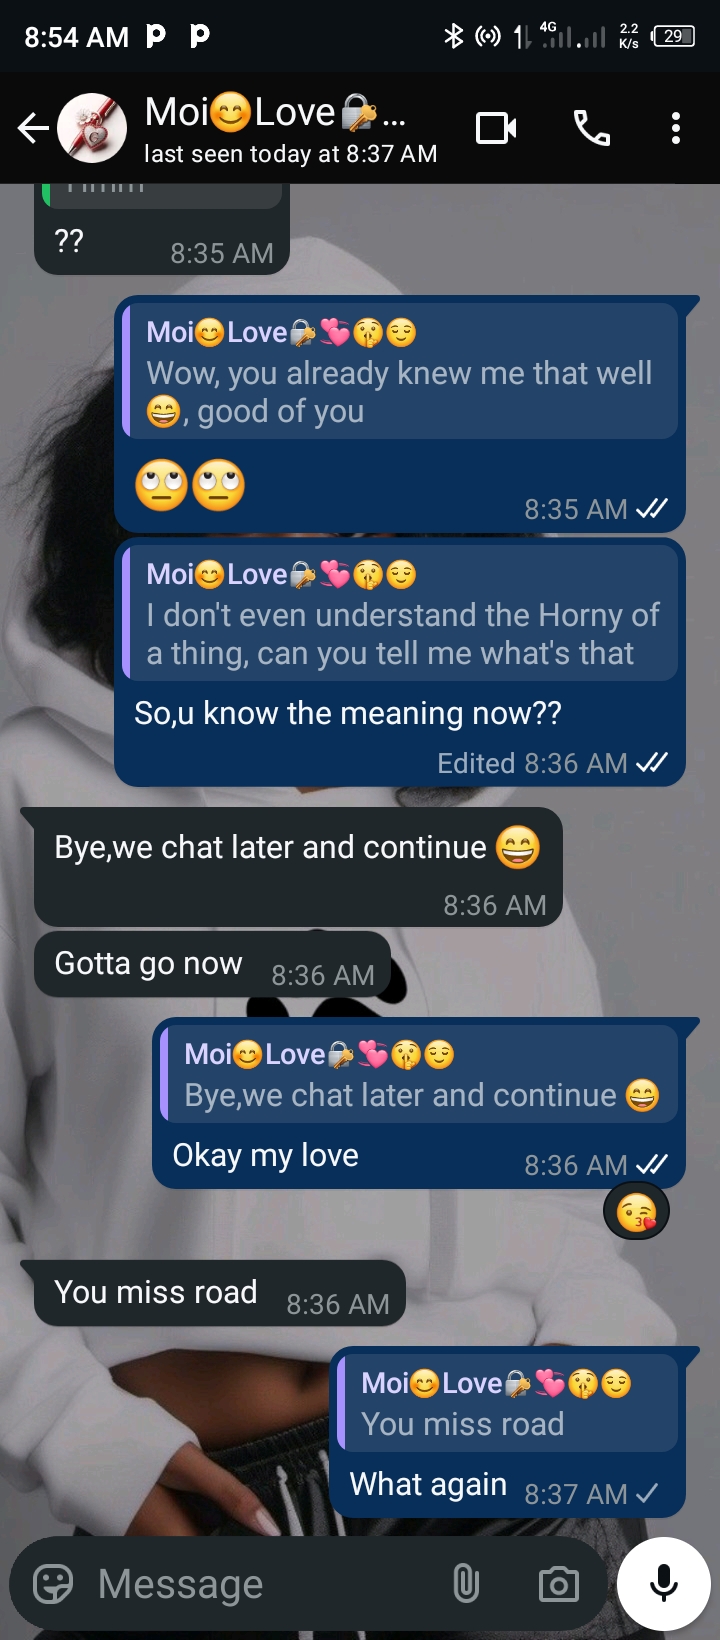 8:54 AM
4G
2.2
K/s
29
Moi😊Love🔐...
last seen today at 8:37 AM
??
8:35 AM
Moi😊Love🔐💕🤫😌
Wow, you already knew me that well
😄, good of you
🙄🙄
8:35 AM
Moi😊Love🔐💕🤫😌
I don't even understand the Horny of
a thing, can you tell me what's that
So,u know the meaning now??
Edited 8:36 AM
Bye,we chat later and continue 😄
8:36 AM
Gotta go now 8:36 AM
Moi😊Love🔐💕🤫😌
Bye,we chat later and continue 😄
Okay my love 8:36 AM
😘
You miss road 8:36 AM
Moi😊Love🔐💕🤫😌
You miss road
What again 8:37 AM
Message